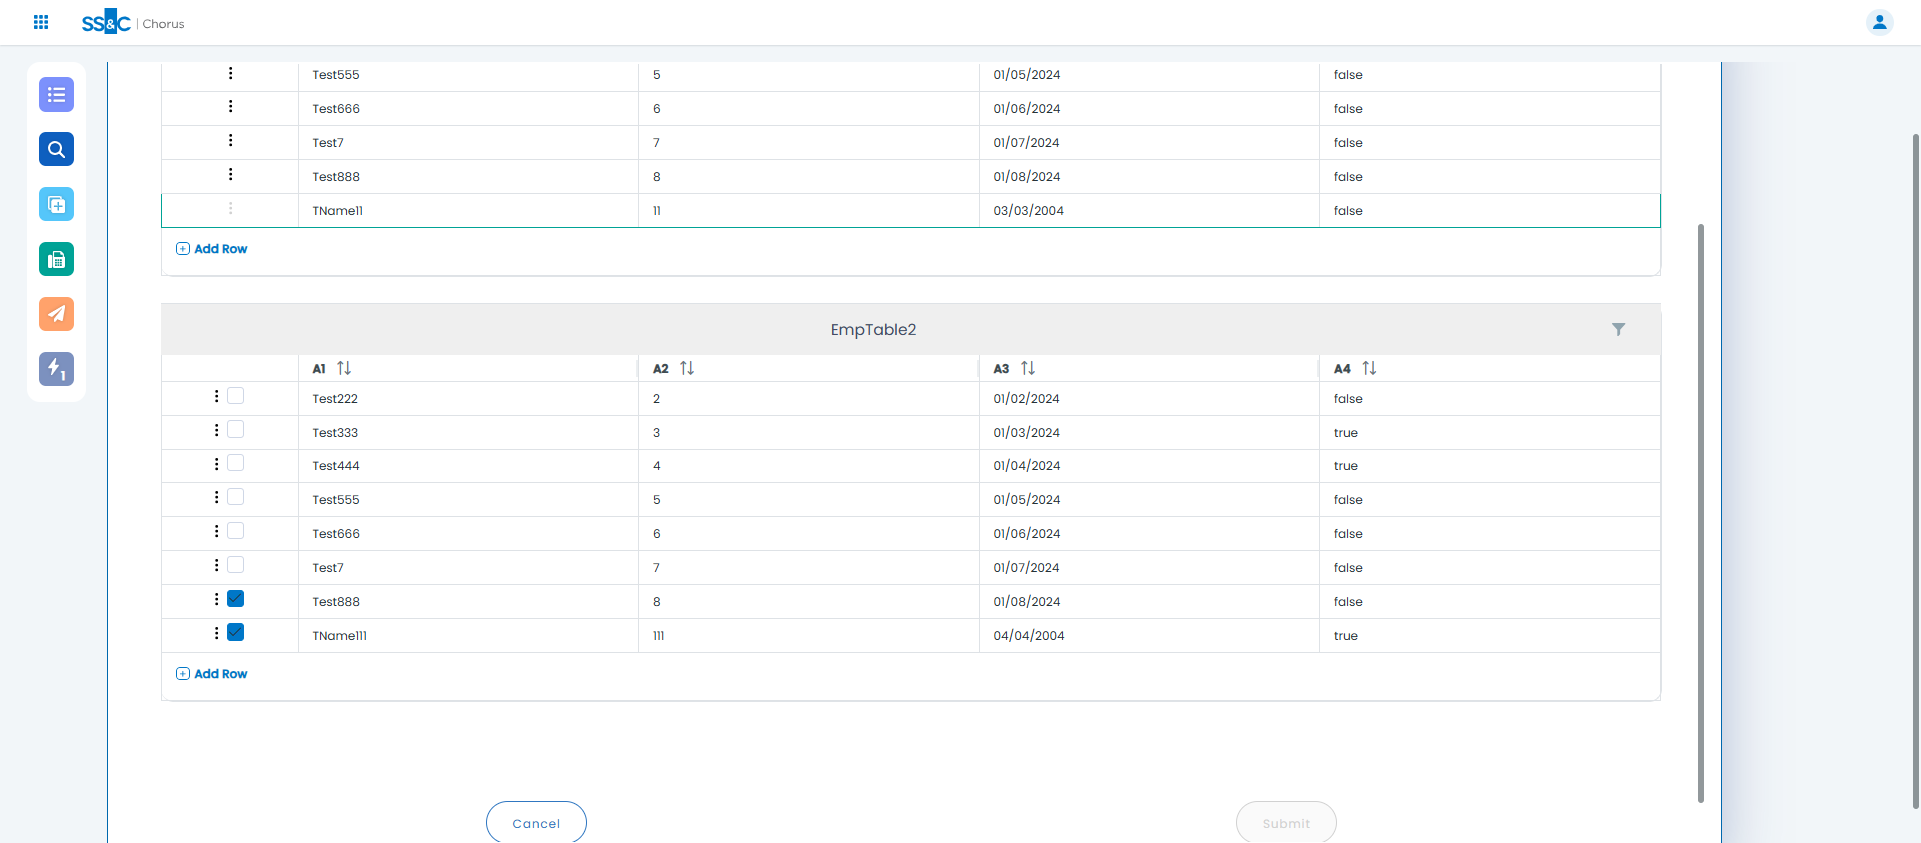 SS&C | Chorus
Test555 5 01/05/2024 false
Test666 6 01/06/2024 false
Test7 7 01/07/2024 false
Test888 8 01/08/2024 false
TName11 11 03/03/2004 false
Add Row
EmpTable2
A1 A2 A3 A4
Test222 2 01/02/2024 false
Test333 3 01/03/2024 true
Test444 4 01/04/2024 true
Test555 5 01/05/2024 false
Test666 6 01/06/2024 false
Test7 7 01/07/2024 false
1
Test888 8 01/08/2024 false
TName111 111 04/04/2004 true
Add Row
Cancel Submit